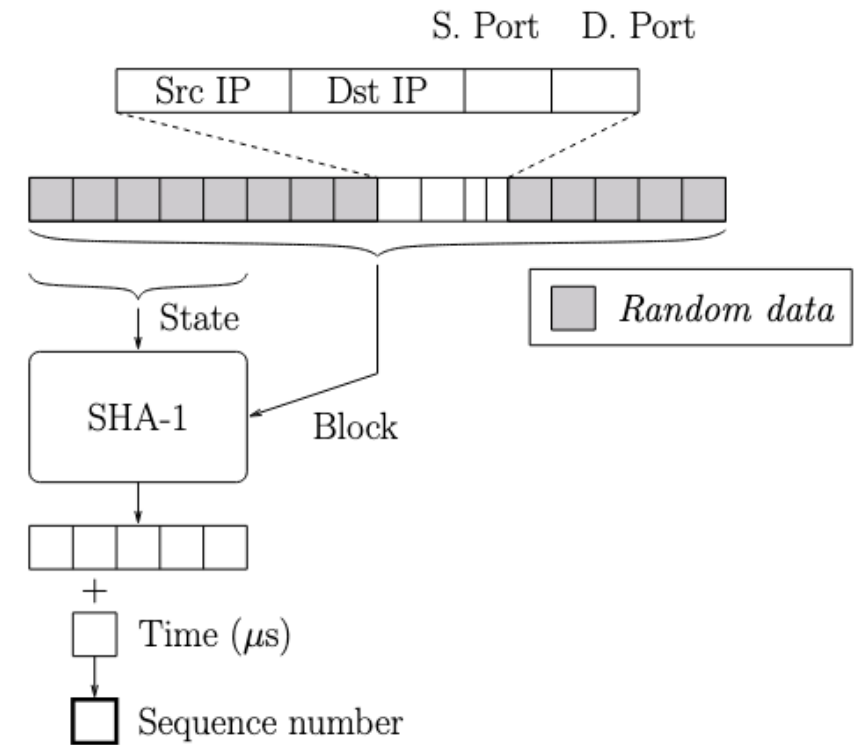 S. Port D. Port
Src IP Dst IP
Random data
State
SHA-1
Block
+
Time (μs)
Sequence number